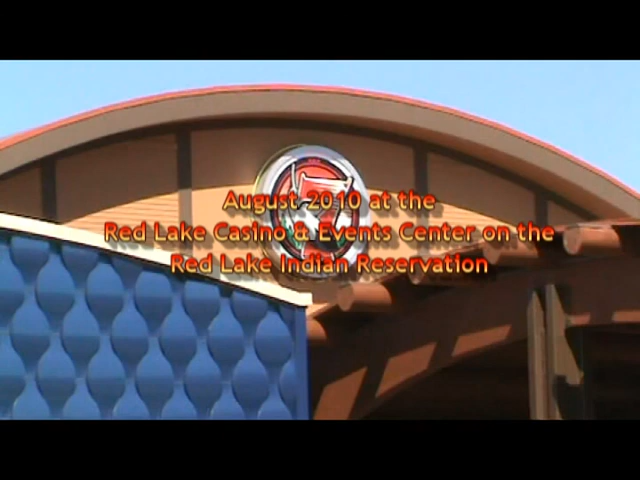 August 2010 at the
Red Lake Casino & Events Center on the
Red Lake Indian Reservation